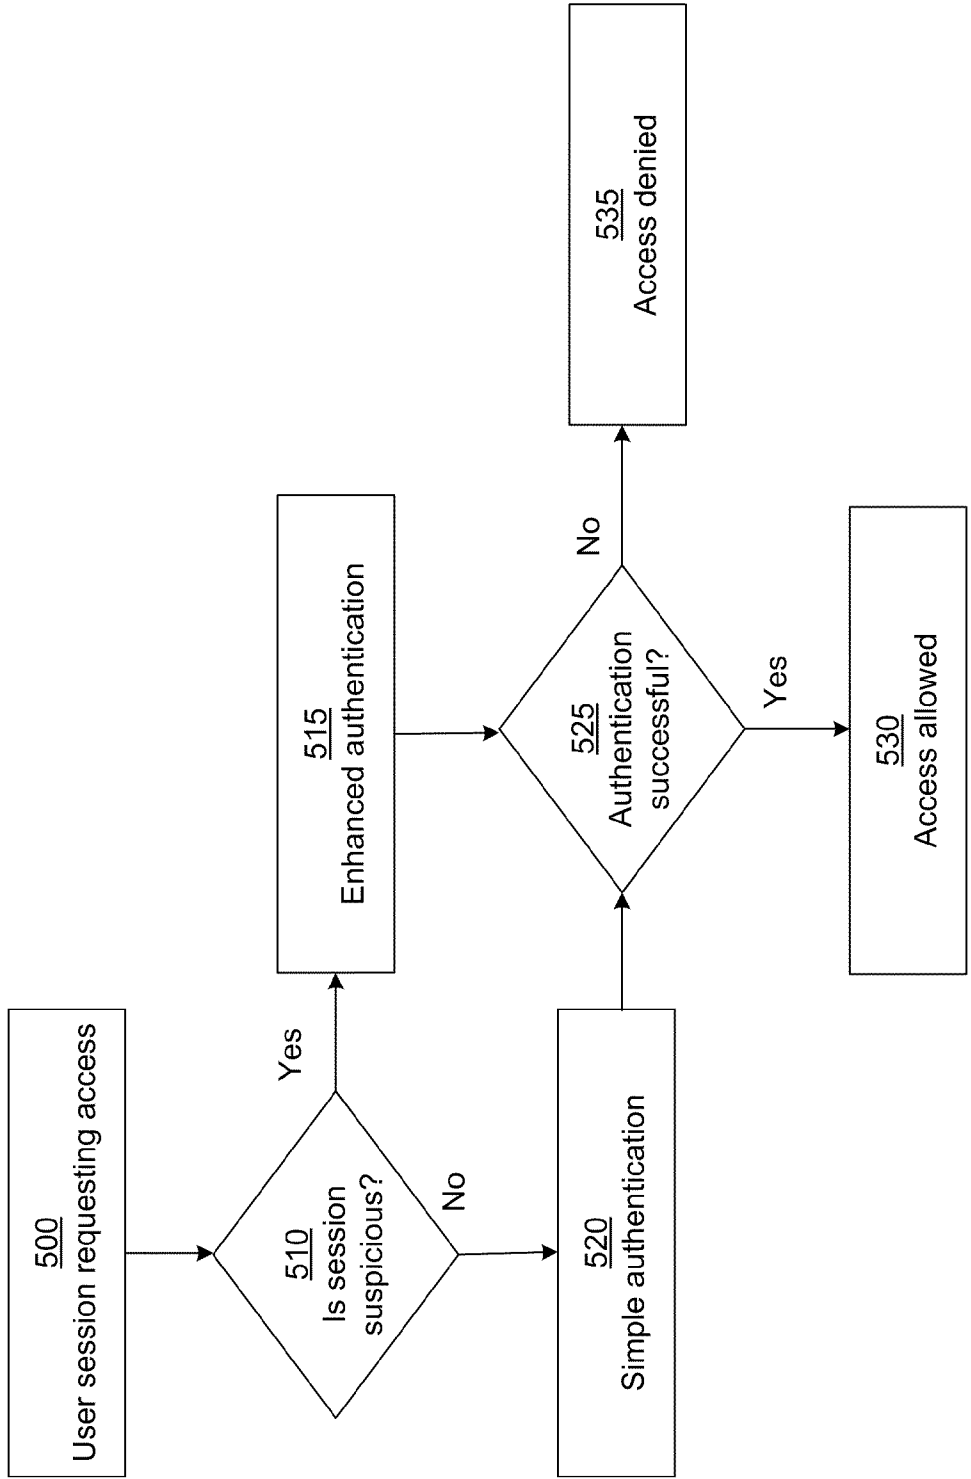 500
User session requesting access
510
Is session
suspicious?
Yes
No
515
Enhanced authentication
520
Simple authentication
525
Authentication
successful?
No
Yes
535
Access denied
530
Access allowed